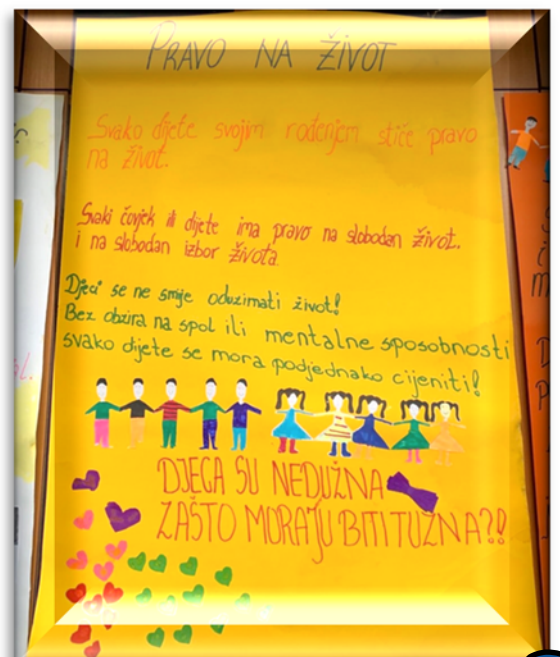 PRAVO NA ŽIVOT
Svako dijete svojim rođenjem stiče pravo
na život.
Svaki čovjek ili dijete ima pravo na slobodan život.
i na slobodan izbor života.
Djeci se ne smije oduzimati život!
Bez obzira na spol ili mentalne sposobnosti
svako dijete se mora podjednako cijeniti!
DJECA SU NEDUŽNA
ZAŠTO MORAJU BITI TUŽNA?!